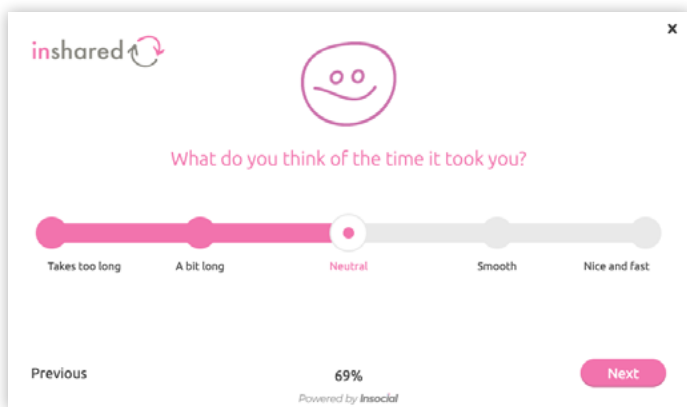 x
inshared
What do you think of the time it took you?
Takes too long A bit long Neutral Smooth Nice and fast
Previous 69% Next
Powered by Insocial